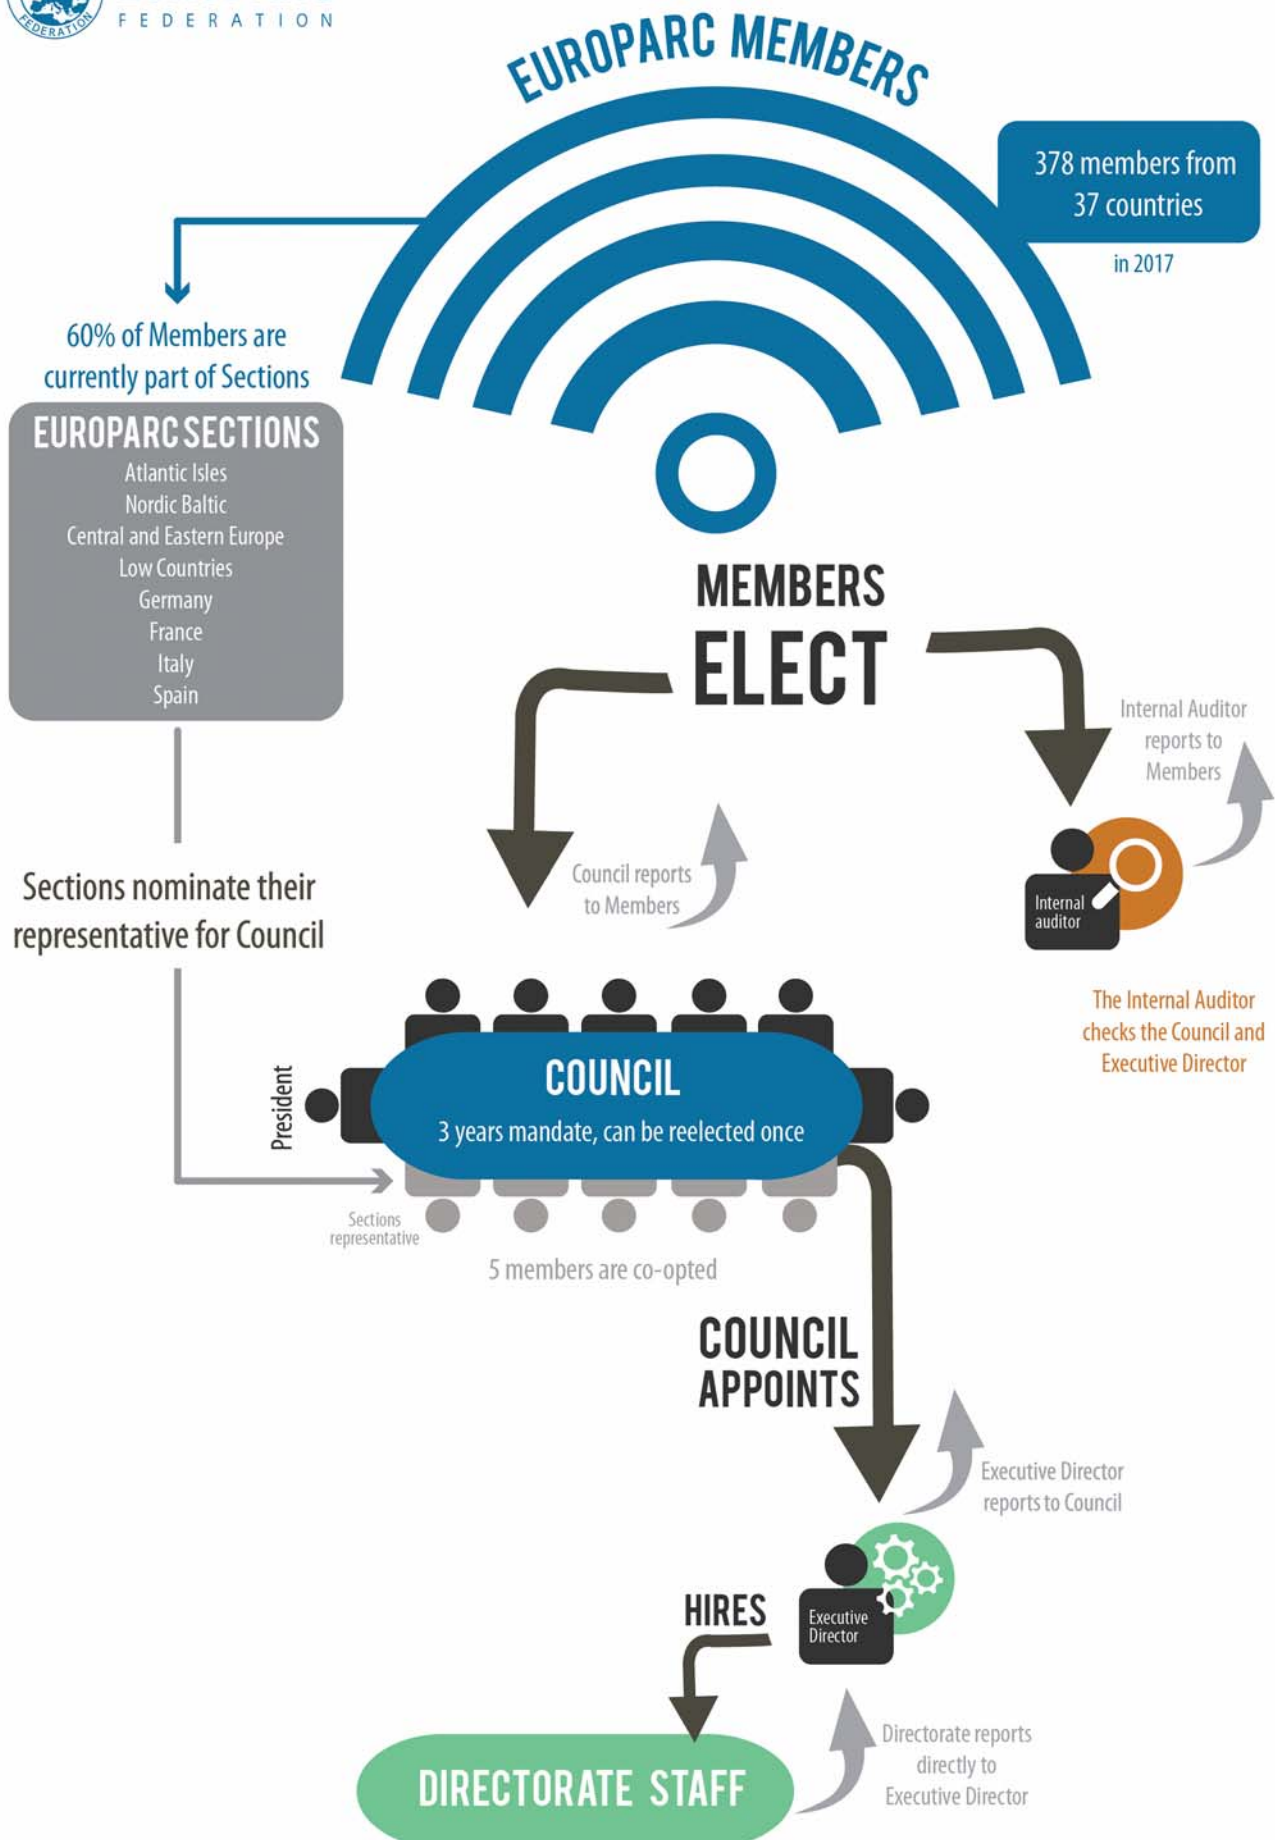 FEDERATION
FEDERATION
EUROPARC MEMBERS
378 members from
37 countries
in 2017
60% of Members are
currently part of Sections
EUROPARC SECTIONS
Atlantic Isles
Nordic Baltic
Central and Eastern Europe
Low Countries
Germany
France
Italy
Spain
MEMBERS
ELECT
Internal Auditor
reports to
Members
Council reports
to Members
Sections nominate their
representative for Council
Internal
auditor
The Internal Auditor
checks the Council and
Executive Director
President
COUNCIL
3 years mandate, can be reelected once
Sections
representative
5 members are co-opted
COUNCIL
APPOINTS
Executive Director
reports to Council
HIRES
Executive
Director
Directorate reports
directly to
Executive Director
DIRECTORATE STAFF